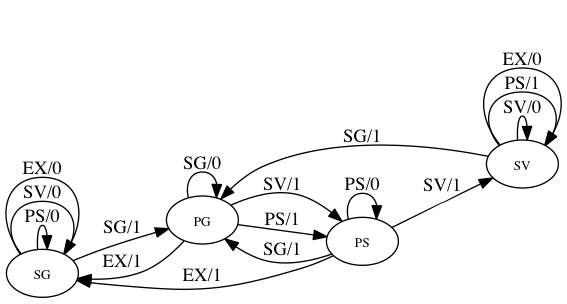 EX/0
PS/1
SV/0
SG/1
SV
SG/0
PS/0
EX/0
SV/1
SV/1
SV/0
PS/0
SG/1
PG
PS/1
PS
SG/1
EX/1
SG
EX/1